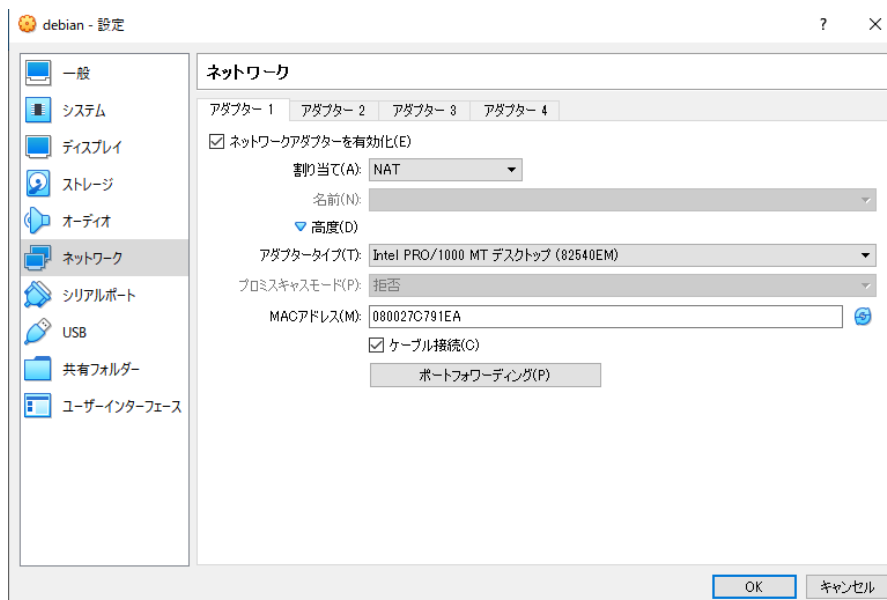 debian - 設定
?
×
一般
システム
ディスプレイ
ストレージ
オーディオ
ネットワーク
シリアルポート
USB
共有フォルダー
ユーザーインターフェース
ネットワーク
アダプター 1 アダプター 2 アダプター 3 アダプター 4
ネットワークアダプターを有効化(E)
割り当て(A): NAT
名前(N):
高度(D)
アダプタータイプ(T): Intel PRO/1000 MT デスクトップ (82540EM)
プロミスキャスモード(P): 拒否
MACアドレス(M): 080027C791EA
ケーブル接続(C)
ポートフォワーディング(P)
OK キャンセル